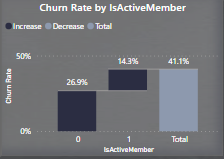 Churn Rate by IsActiveMember
Increase Decrease Total
50%
0%
Churn Rate
26.9%
14.3%
41.1%
0 1 Total
IsActiveMember